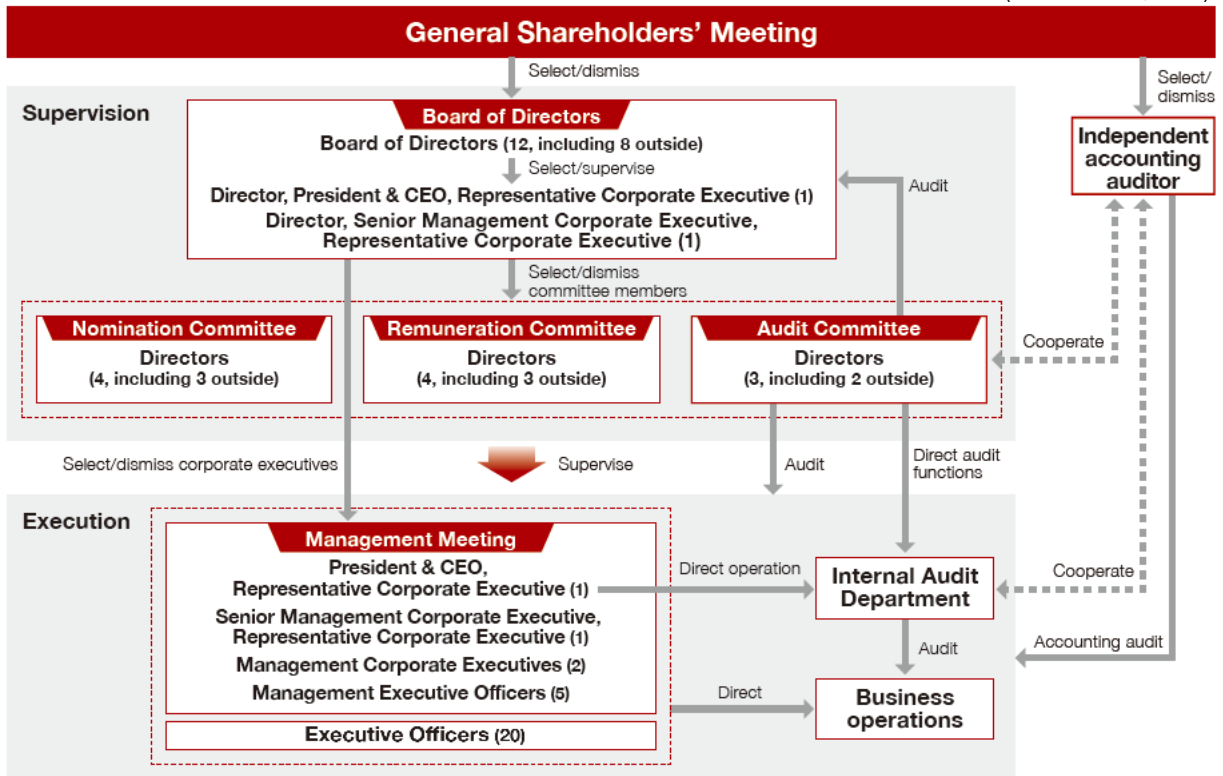 General Shareholders' Meeting
Select/dismiss
Select/
dismiss
Supervision
Board of Directors
Board of Directors (12, including 8 outside)
Select/supervise
Director, President & CEO, Representative Corporate Executive (1)
Director, Senior Management Corporate Executive,
Representative Corporate Executive (1)
Audit
Independent
accounting
auditor
Select/dismiss
committee members
Nomination Committee
Directors
(4, including 3 outside)
Remuneration Committee
Directors
(4, including 3 outside)
Audit Committee
Directors
(3, including 2 outside)
Cooperate
Select/dismiss corporate executives
Supervise
Audit
Direct audit
functions
Execution
Management Meeting
President & CEO,
Representative Corporate Executive (1)
Senior Management Corporate Executive,
Representative Corporate Executive (1)
Management Corporate Executives (2)
Management Executive Officers (5)
Executive Officers (20)
Direct operation
Internal Audit
Department
Cooperate
Audit
Accounting audit
Direct
Business
operations